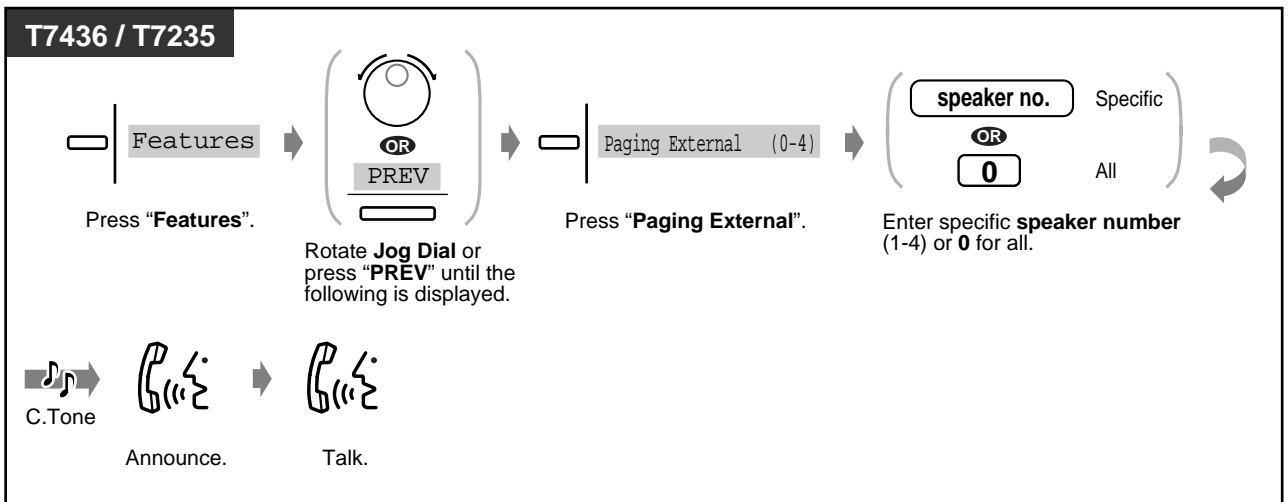 T7436 / T7235
Features
OR
PREV
Paging External (0-4)
speaker no. Specific
OR
0 All
Press “Features”.
Rotate Jog Dial or
press “PREV” until the
following is displayed.
Press “Paging External”.
Enter specific speaker number
(1-4) or 0 for all.
C.Tone
Announce.
Talk.